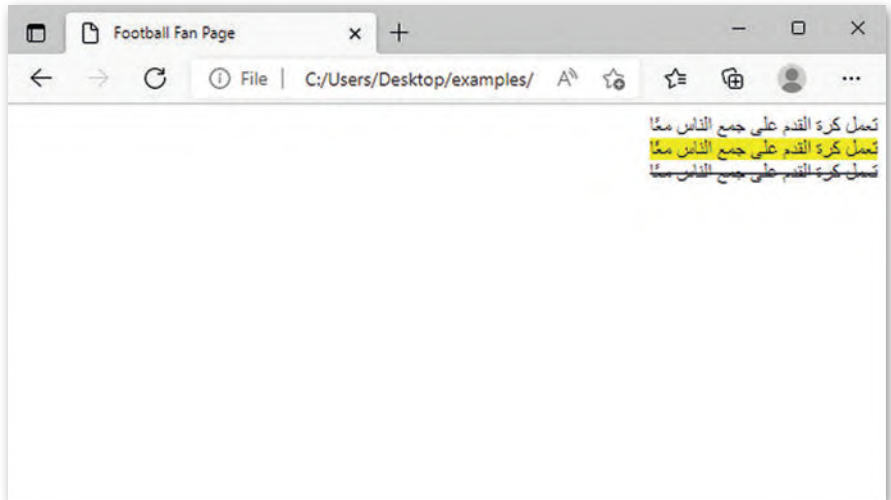 Football Fan Page
File | C:/Users/Desktop/examples/
تعمل كرة القدم على جمع الناس معًا
تعمل كرة القدم على جمع الناس معًا
تعمل كرة القدم على جمع الناس معًا